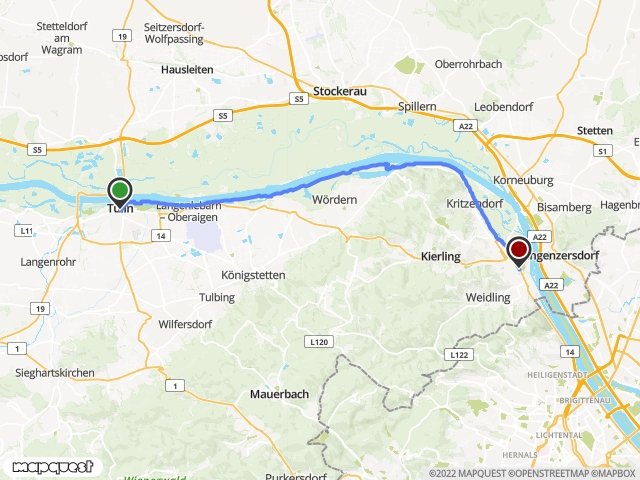 Stetteldorf
am
Wagram
Seitzersdorf-
Wolfpassing
19
Hausleiten
Oberrohrbach
Stockerau
S5
Spillern
Leobendorf
S5
A22
Stetten
S5
S1
Korneuburg
Hagenbr
Tulln
Langenlebarn
– Oberaigen
Wördern
Kritzendorf
Bisamberg
L11
14
A22
Langenrohr
Kierling
ngenzersdorf
Königstetten
A22
Tulbing
Weidling
19
Wilfersdorf
L120
14
1
L122
Sieghartskirchen
1
HEILIGENSTADT
Mauerbach
BRIGITTENAU
LICHTENTAL
HERNALS
Wienerwald
Purkersdorf
mapquest
©2022 MAPQUEST ©OPENSTREETMAP ©MAPBOX